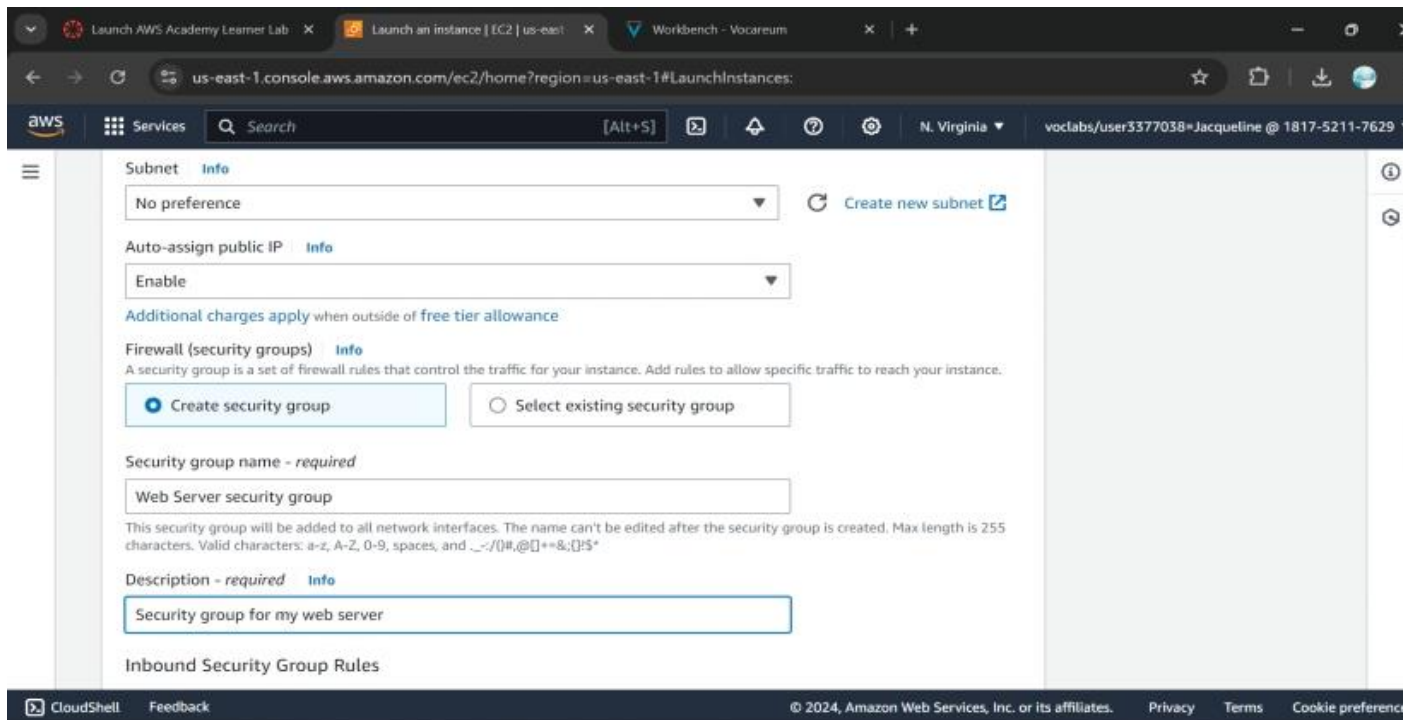 Launch AWS Academy Learner Lab
Launch an instance | EC2 | us-east
Workbench - Vocareum
us-east-1.console.aws.amazon.com/ec2/home?region=us-east-1#LaunchInstances:
aws Services Search [Alt+S] N. Virginia voclabs/user3377038=Jacqueline @ 1817-5211-7629
Subnet Info
No preference
Create new subnet
Auto-assign public IP Info
Enable
Additional charges apply when outside of free tier allowance
Firewall (security groups) Info
A security group is a set of firewall rules that control the traffic for your instance. Add rules to allow specific traffic to reach your instance.
Create security group
Select existing security group
Security group name - required
Web Server security group
This security group will be added to all network interfaces. The name can't be edited after the security group is created. Max length is 255
characters. Valid characters: a-z, A-Z, 0-9, spaces, and
Description - required Info
Security group for my web server
Inbound Security Group Rules
CloudShell Feedback © 2024, Amazon Web Services, Inc. or its affiliates. Privacy Terms Cookie preference